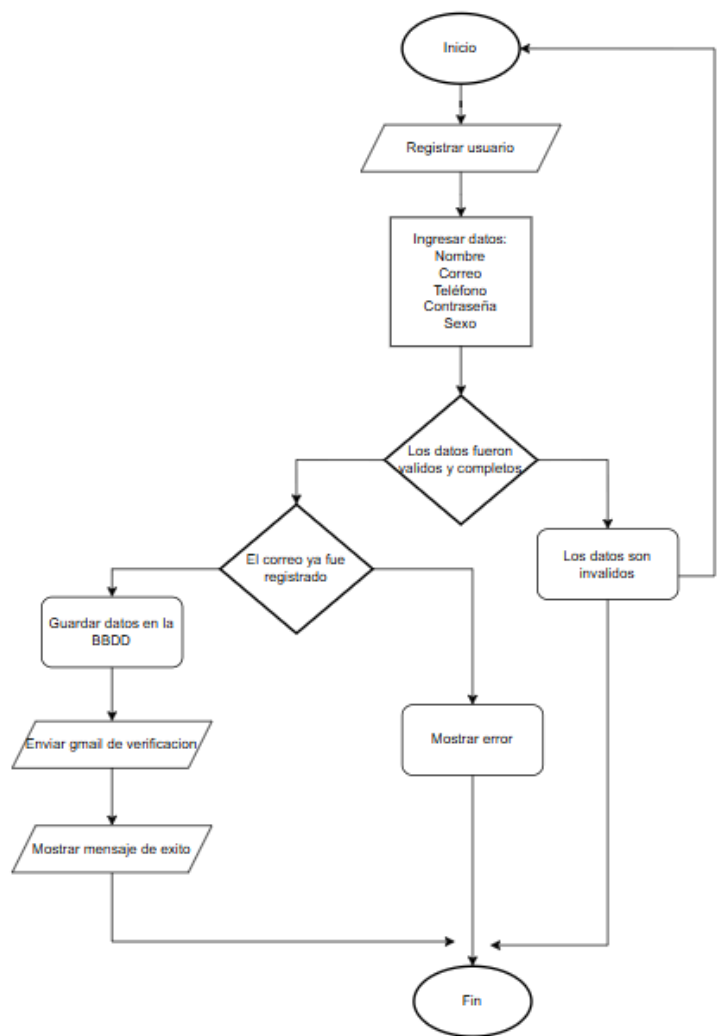 Inicio
Registrar usuario
Ingresar datos:
Nombre
Correo
Teléfono
Contraseña
Sexo
Los datos fueron
validos y completos
El correo ya fue
registrado
Los datos son
invalidos
Guardar datos en la
BBDD
Enviar gmail de verificacion
Mostrar error
Mostrar mensaje de exito
Fin